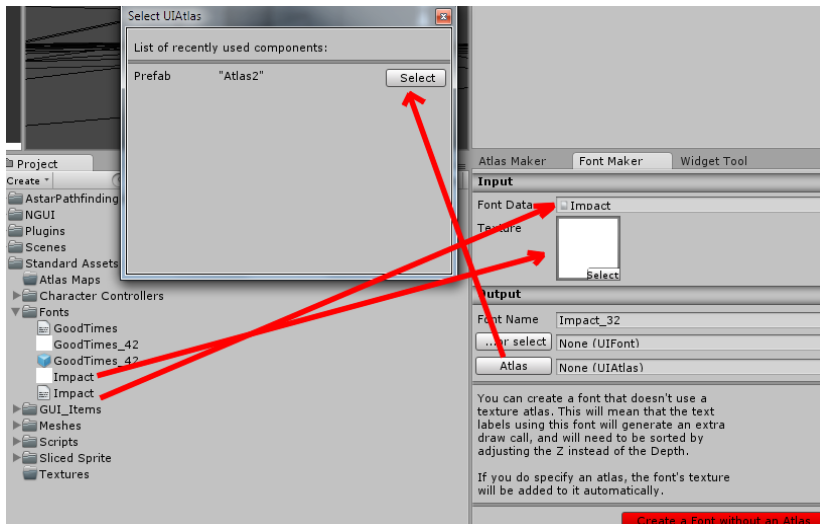 Select UIAtlas
List of recently used components:
Prefab "Atlas2" Select
Project
Create
AstarPathfinding
NGUI
Plugins
Scenes
Standard Assets
Atlas Maps
Character Controllers
Fonts
GoodTimes
GoodTimes_42
GoodTimes_42
Impact
Impact
GUI_Items
Meshes
Scripts
Sliced Sprite
Textures
Atlas Maker Font Maker Widget Tool
Input
Font Data Impact
Texture
Select
Output
Font Name Impact_32
...or select None (UIFont)
Atlas None (UIAtlas)
You can create a font that doesn't use a
texture atlas. This will mean that the text
labels using this font will generate an extra
draw call, and will need to be sorted by
adjusting the Z instead of the Depth.
If you do specify an atlas, the font's texture
will be added to it automatically.
Create a Font without an Atlas